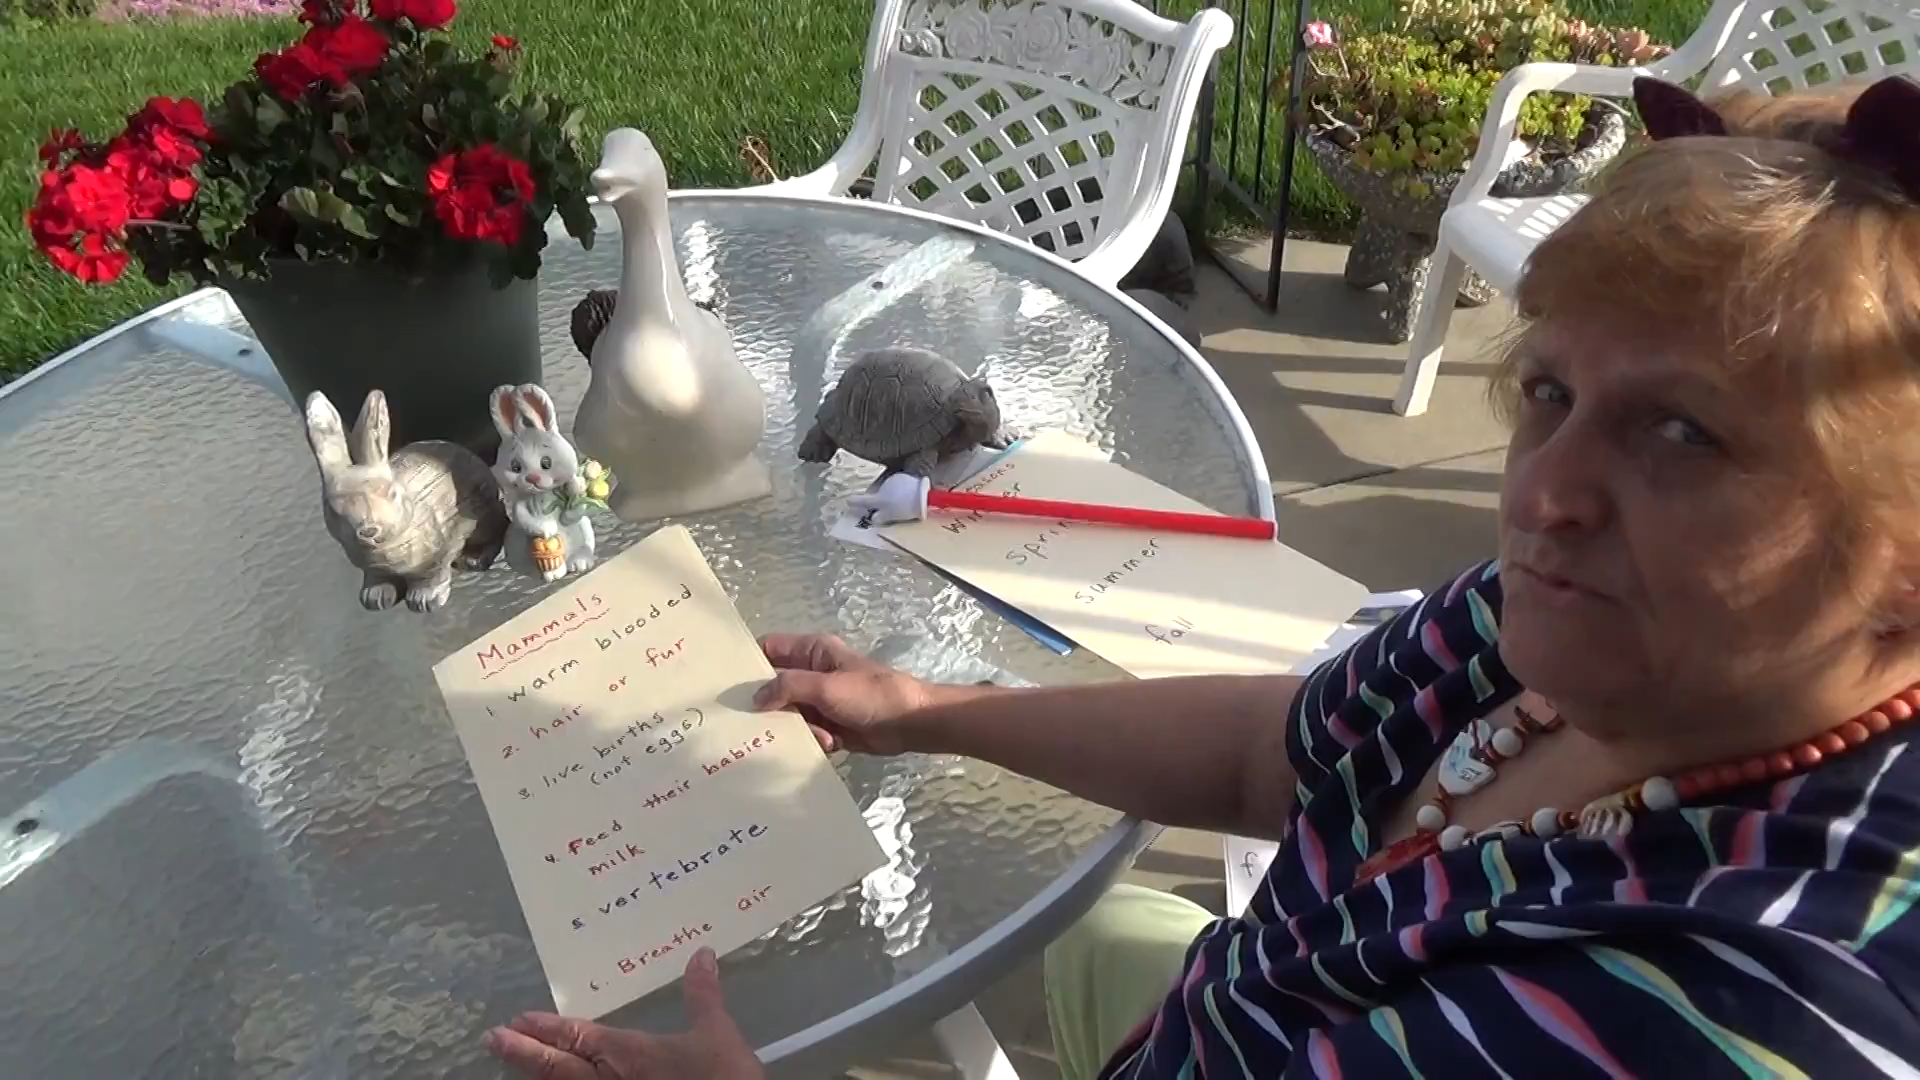 Mammals
1. warm blooded
2. hair or fur
3. live births
(not eggs)
4. Feed their babies
milk
5 vertebrate
6. Breathe air
summer
fall
f